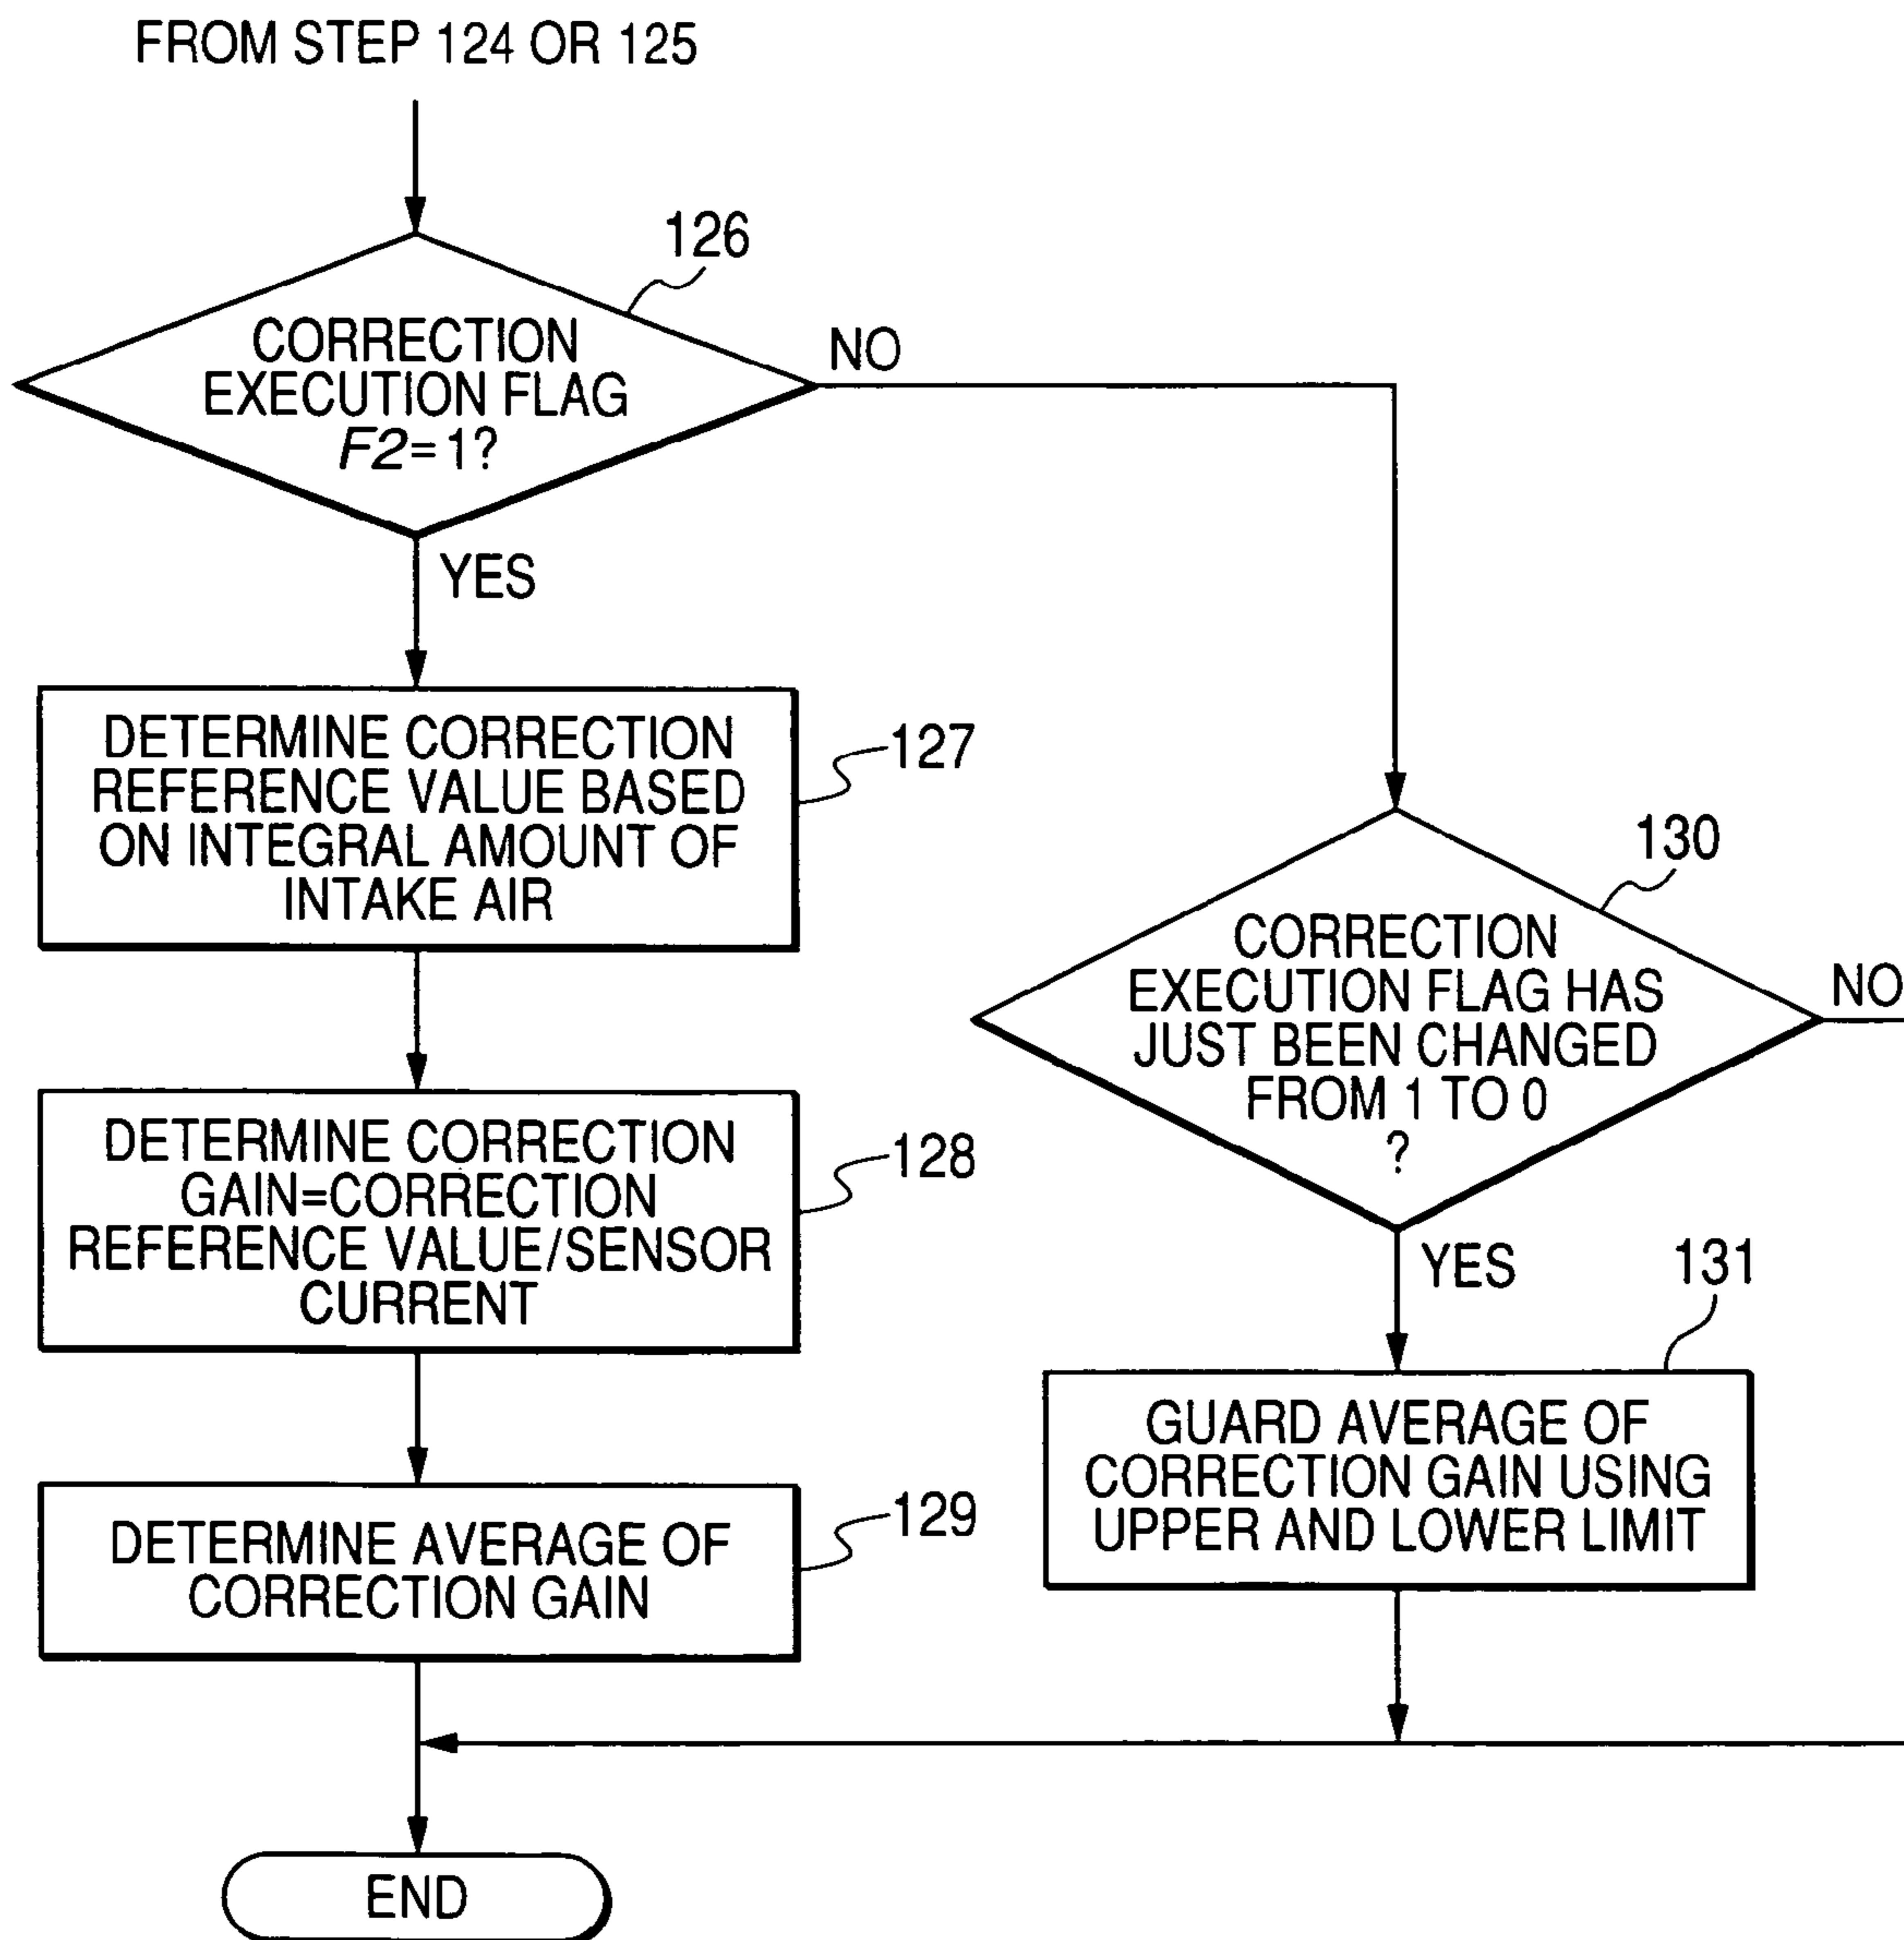 FROM STEP 124 OR 125
126
CORRECTION
EXECUTION FLAG
F2=1?
NO
YES
DETERMINE CORRECTION
REFERENCE VALUE BASED
ON INTEGRAL AMOUNT OF
INTAKE AIR
127
DETERMINE CORRECTION
GAIN=CORRECTION
REFERENCE VALUE/SENSOR
CURRENT
128
DETERMINE AVERAGE OF
CORRECTION GAIN
129
130
CORRECTION
EXECUTION FLAG HAS
JUST BEEN CHANGED
FROM 1 TO 0
?
NO
YES
131
GUARD AVERAGE OF
CORRECTION GAIN USING
UPPER AND LOWER LIMIT
END